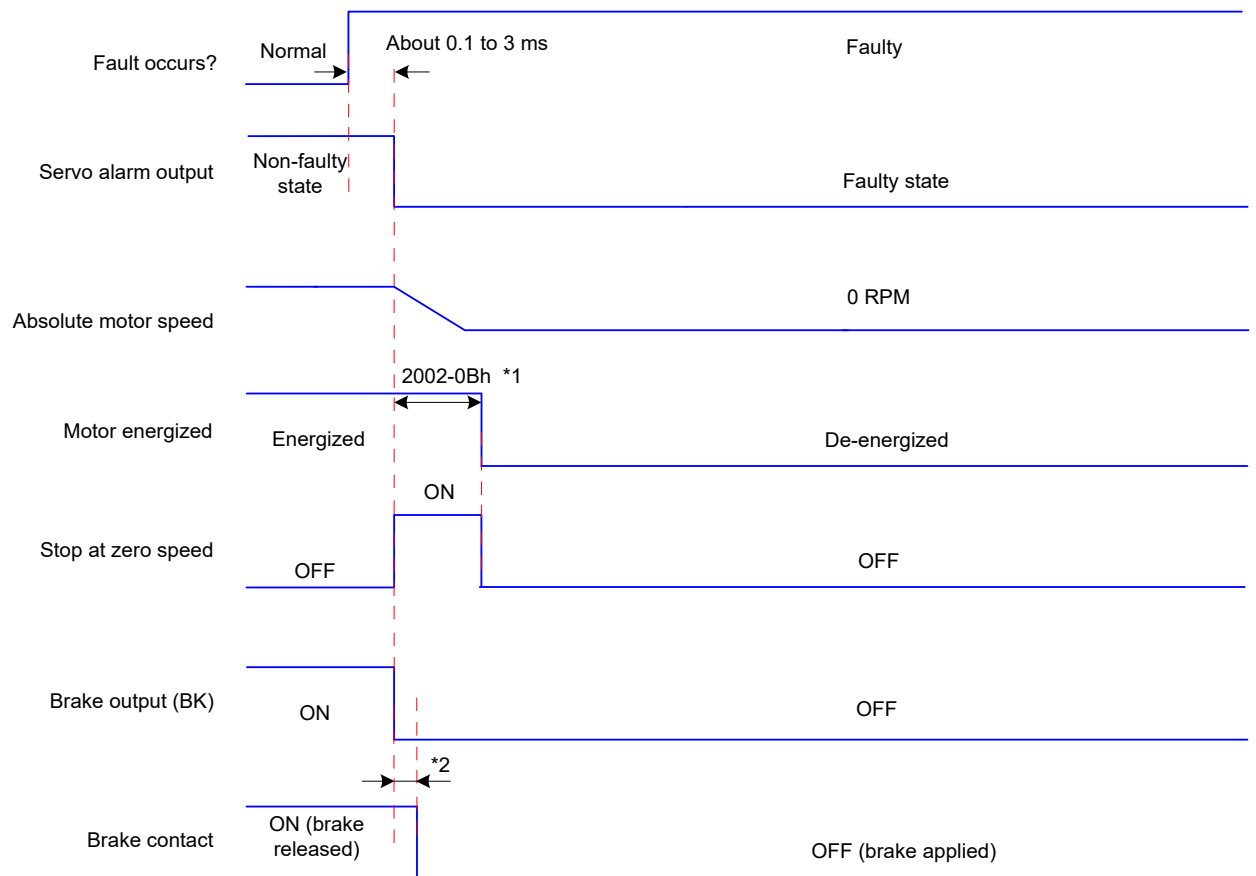 Fault occurs?
Normal
About 0.1 to 3 ms
Faulty
Servo alarm output
Non-faulty
state
Faulty state
Absolute motor speed
0 RPM
2002-0Bh *1
Motor energized
Energized
De-energized
ON
Stop at zero speed
OFF
OFF
Brake output (BK)
ON
OFF
*2
Brake contact
ON (brake
released)
OFF (brake applied)